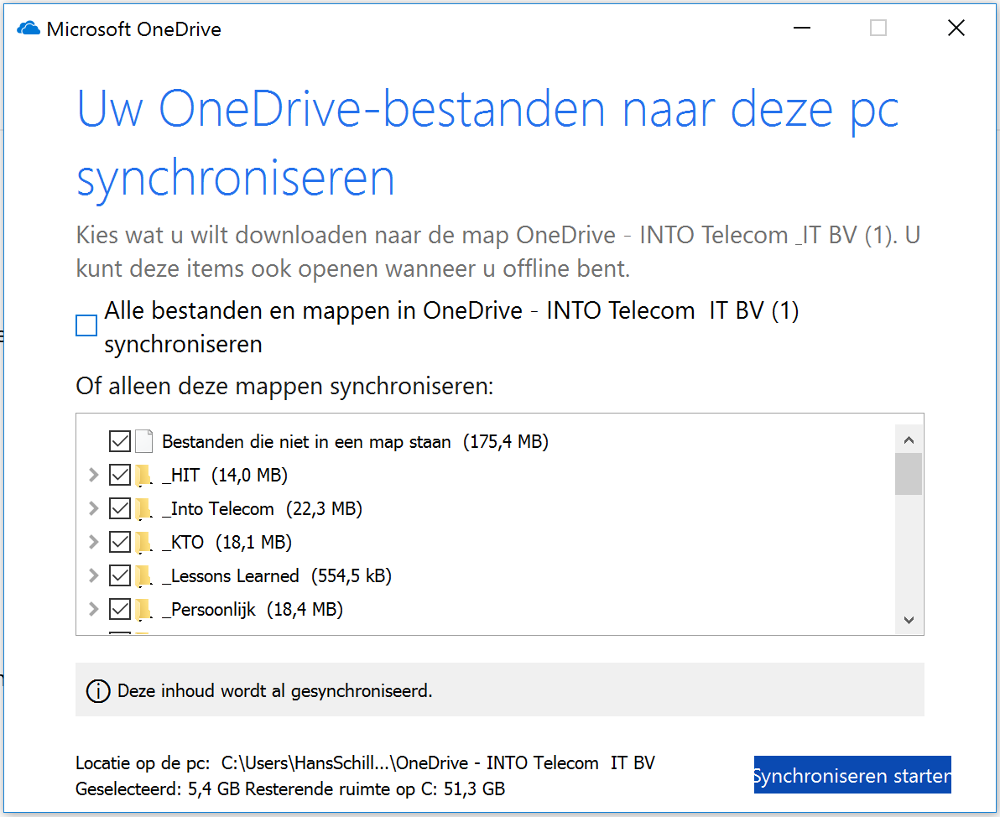 Microsoft OneDrive
Uw OneDrive-bestanden naar deze pc
synchroniseren
Kies wat u wilt downloaden naar de map OneDrive - INTO Telecom _IT BV (1). U
kunt deze items ook openen wanneer u offline bent.
Alle bestanden en mappen in OneDrive - INTO Telecom  IT BV (1)
synchroniseren
Of alleen deze mappen synchroniseren:
Bestanden die niet in een map staan (175,4 MB)
_HIT (14,0 MB)
_Into Telecom (22,3 MB)
_KTO (18,1 MB)
_Lessons Learned (554,5 kB)
_Persoonlijk (18,4 MB)
Deze inhoud wordt al gesynchroniseerd.
Locatie op de pc: C:\Users\HansSchill...\OneDrive - INTO Telecom  IT BV
Geselecteerd: 5,4 GB Resterende ruimte op C: 51,3 GB
Synchroniseren starten